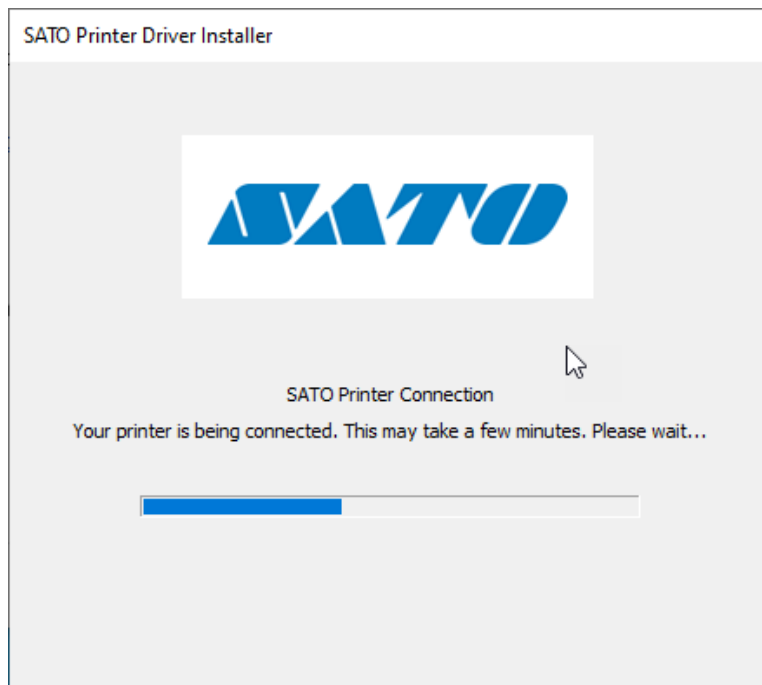 SATO Printer Driver Installer
SATO
SATO Printer Connection
Your printer is being connected. This may take a few minutes. Please wait...